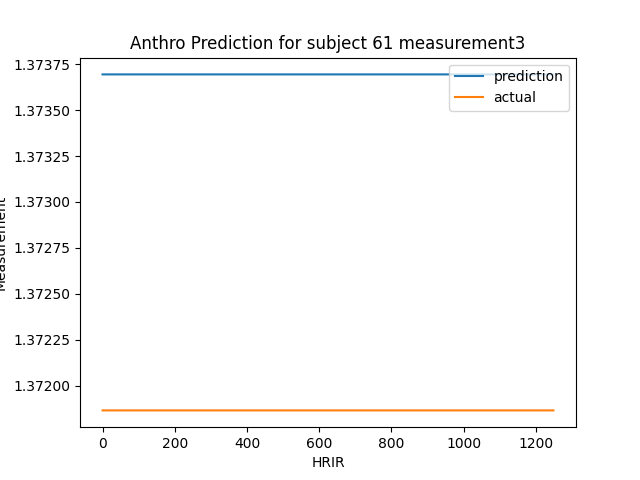 Anthro Prediction for subject 61 measurement3
prediction
actual
1.37375
1.37350
1.37325
1.37300
1.37275
1.37250
1.37225
1.37200
Measurement
0 200 400 600 800 1000 1200
HRIR